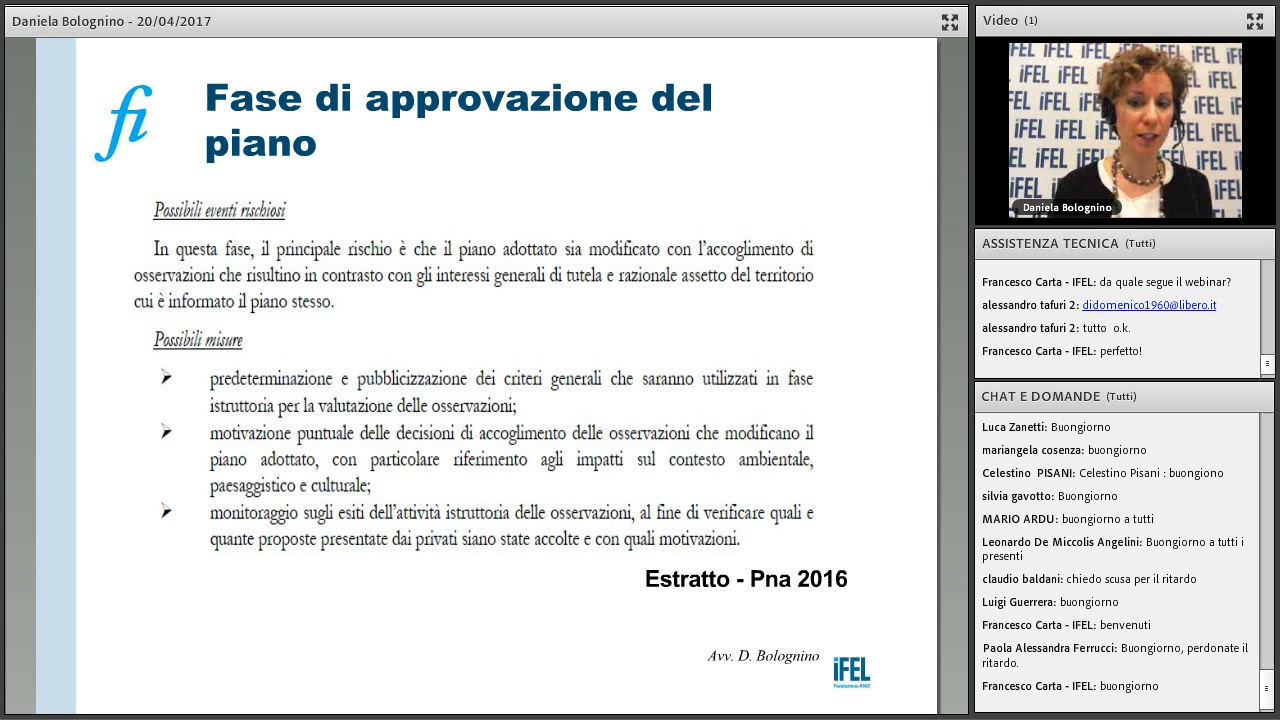 Daniela Bolognino - 20/04/2017
fi
Fase di approvazione del
piano
Possibili eventi rischiosi
In questa fase, il principale rischio è che il piano adottato sia modificato con l'accoglimento di
osservazioni che risultino in contrasto con gli interessi generali di tutela e razionale assetto del territorio
cui è informato il piano stesso.
Possibili misure
predeterminazione e pubblicizzazione dei criteri generali che saranno utilizzati in fase
istruttoria per la valutazione delle osservazioni;
motivazione puntuale delle decisioni di accoglimento delle osservazioni che modificano il
piano adottato, con particolare riferimento agli impatti sul contesto ambientale,
paesaggistico e culturale;
monitoraggio sugli esiti dell'attività istruttoria delle osservazioni, al fine di verificare quali e
quante proposte presentate dai privati siano state accolte e con quali motivazioni.
Estratto - Pna 2016
Avv. D. Bolognino
iFEL
Fondazione ANCI
Video (1)
iFEL
Daniela Bolognino
ASSISTENZA TECNICA (Tutti)
Francesco Carta - IFEL: da quale segue il webinar?
alessandro tafuri 2: didomenico1960@libero.it
alessandro tafuri 2: tutto o.k.
Francesco Carta - IFEL: perfetto!
CHAT E DOMANDE (Tutti)
Luca Zanetti: Buongiorno
mariangela cosenza: buongiorno
Celestino PISANI: Celestino Pisani : buongiono
silvia gavotto: Buongiorno
MARIO ARDU: buongiorno a tutti
Leonardo De Miccolis Angelini: Buongiorno a tutti i
presenti
claudio baldani: chiedo scusa per il ritardo
Luigi Guerrera: buongiorno
Francesco Carta - IFEL: benvenuti
Paola Alessandra Ferrucci: Buongiorno, perdonate il
ritardo.
Francesco Carta - IFEL: buongiorno